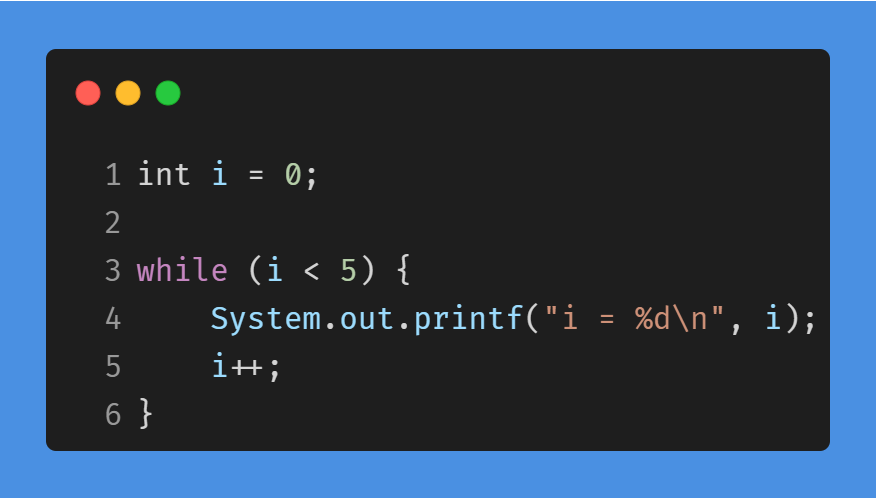 1 int i = 0;
2
3 while (i < 5) {
4     System.out.printf("i = %d\n", i);
5     i++;
6 }